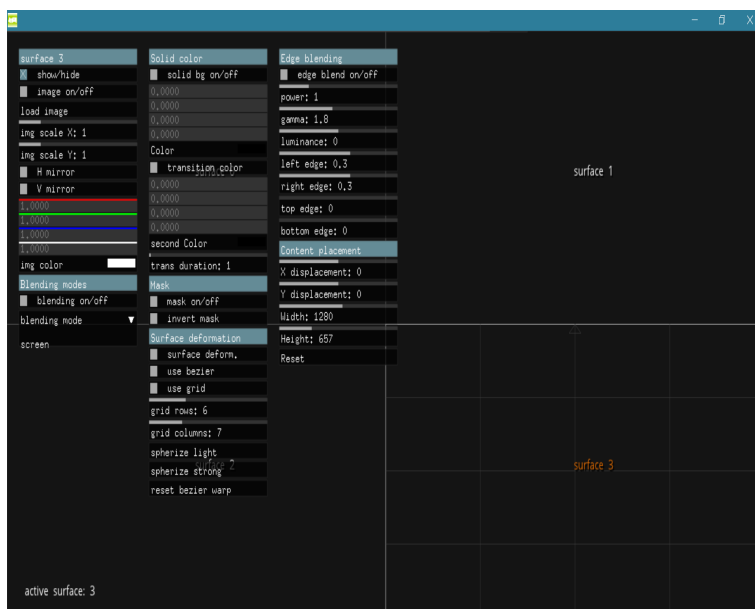 surface 3
X show/hide
image on/off
load image
img scale X: 1
img scale Y: 1
H mirror
V mirror
1.0000
1.0000
1.0000
1.0000
img color
Blending modes
blending on/off
blending mode
screen
Solid color
solid bg on/off
0.0000
0.0000
0.0000
0.0000
Color
transition color
0.0000
0.0000
0.0000
0.0000
second Color
trans duration: 1
Mask
mask on/off
invert mask
Surface deformation
surface deform.
use bezier
use grid
grid rows: 6
grid columns: 7
spherize light
surface 2
spherize strong
reset bezier warp
Edge blending
edge blend on/off
power: 1
gamma: 1.8
luminance: 0
left edge: 0.3
right edge: 0.3
top edge: 0
bottom edge: 0
Content placement
X displacement: 0
Y displacement: 0
Width: 1280
Height: 657
Reset
surface 1
surface 3
active surface: 3